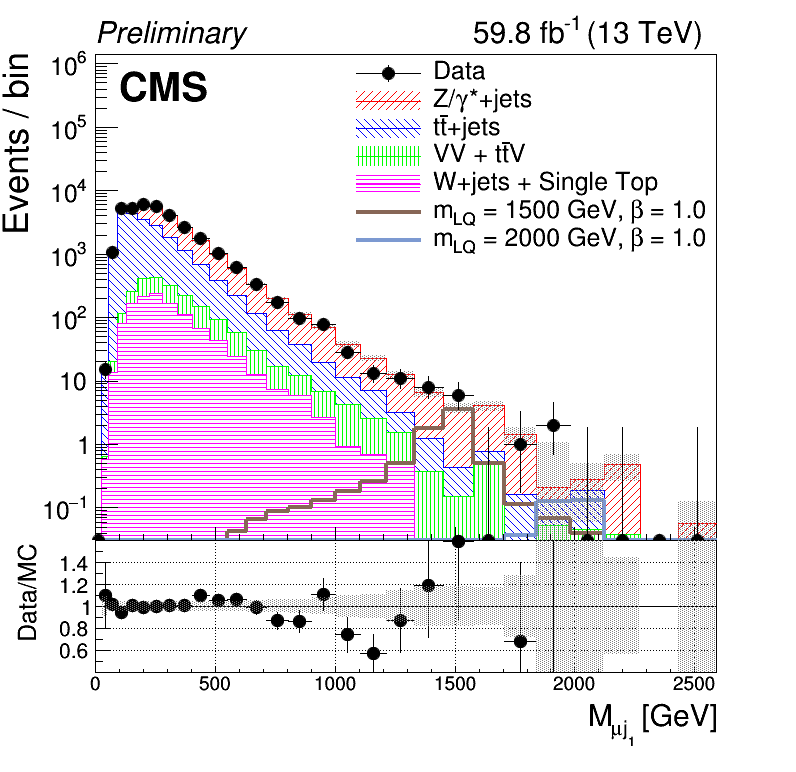 Preliminary 59.8 fb⁻¹ (13 TeV)
CMS
Data
Z/γ*+jets
tt̄+jets
VV + tt̄V
W+jets + Single Top
m_LQ = 1500 GeV, β = 1.0
m_LQ = 2000 GeV, β = 1.0
Events / bin
10⁶
10⁵
10⁴
10³
10²
10
1
10⁻¹
Data/MC
1.4
1.2
1
0.8
0.6
0 500 1000 1500 2000 2500
M_μj₁ [GeV]